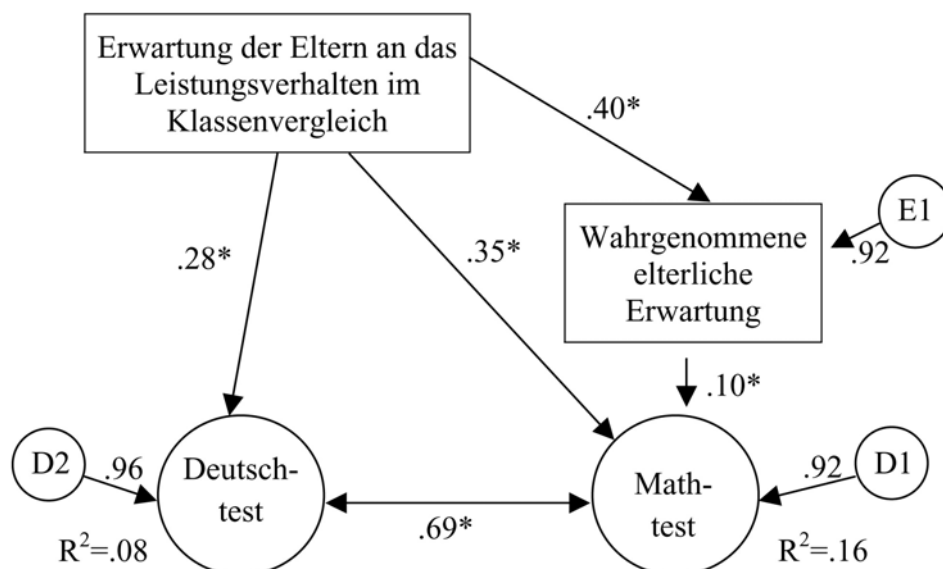 Erwartung der Eltern an das
Leistungsverhalten im
Klassenvergleich
.40*
E1
.92
Wahrgenommene
elterliche
Erwartung
.28*
.35*
.10*
D2
.96
Deutsch-
test
.69*
Math-
test
.92
D1
R²=.08
R²=.16